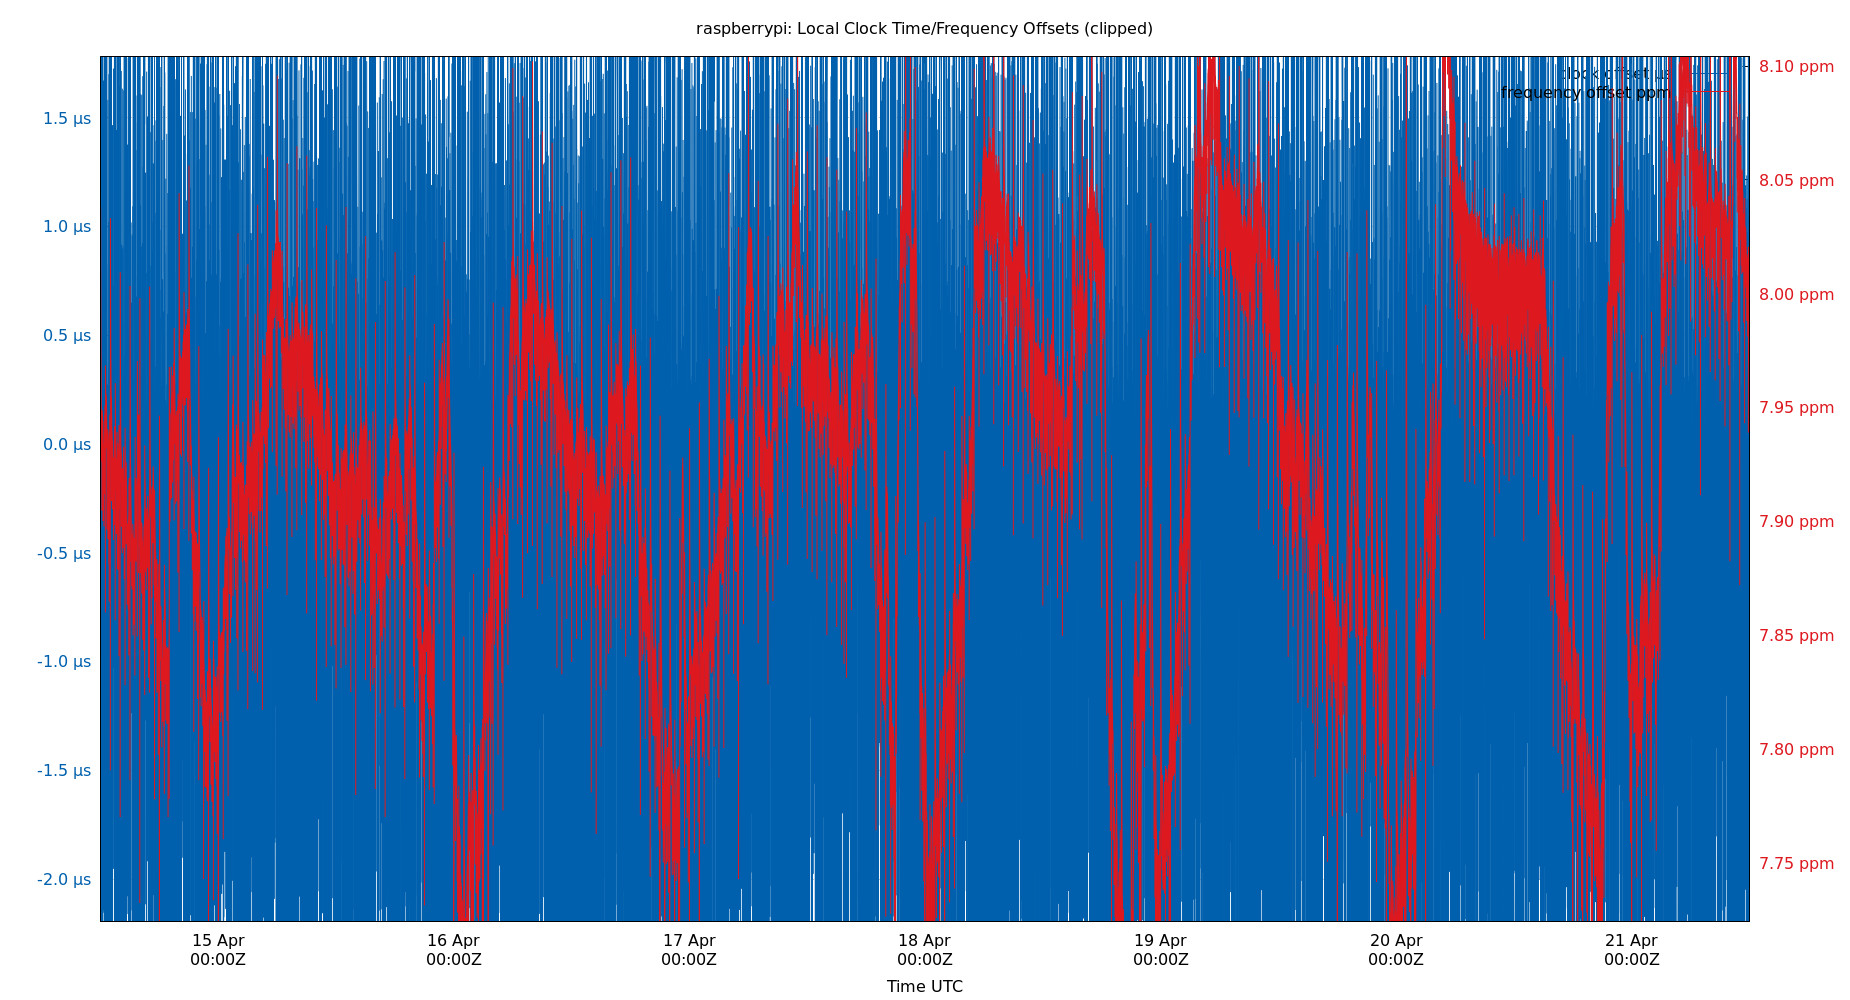 raspberrypi: Local Clock Time/Frequency Offsets (clipped)
clock offset µs
frequency offset ppm
1.5 µs
1.0 µs
0.5 µs
0.0 µs
-0.5 µs
-1.0 µs
-1.5 µs
-2.0 µs
8.10 ppm
8.05 ppm
8.00 ppm
7.95 ppm
7.90 ppm
7.85 ppm
7.80 ppm
7.75 ppm
15 Apr
00:00Z
16 Apr
00:00Z
17 Apr
00:00Z
18 Apr
00:00Z
19 Apr
00:00Z
20 Apr
00:00Z
21 Apr
00:00Z
Time UTC